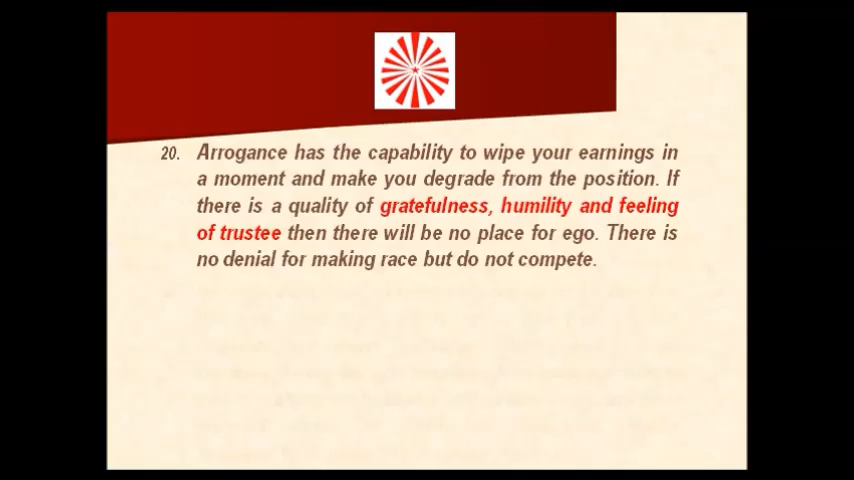 20. Arrogance has the capability to wipe your earnings in
a moment and make you degrade from the position. If
there is a quality of gratefulness, humility and feeling
of trustee then there will be no place for ego. There is
no denial for making race but do not compete.